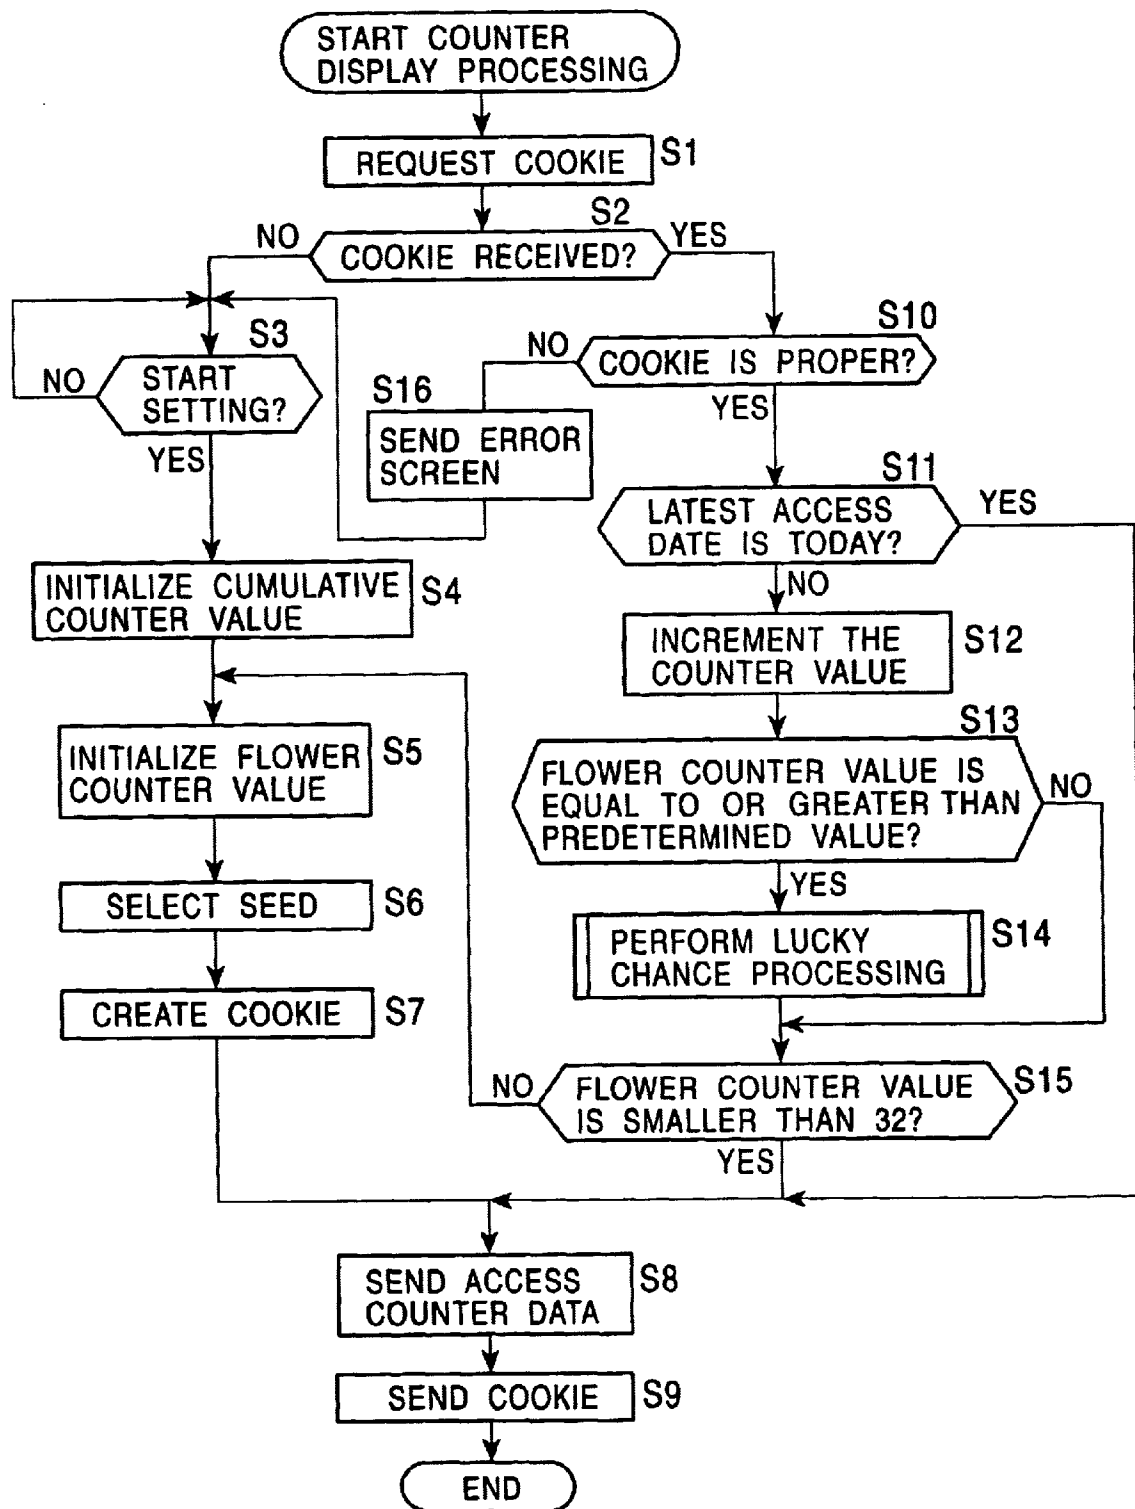 START COUNTER
DISPLAY PROCESSING
REQUEST COOKIE
S1
S2
NO
COOKIE RECEIVED?
YES
S10
NO
COOKIE IS PROPER?
YES
S3
NO
START
SETTING?
YES
S16
SEND ERROR
SCREEN
S11
LATEST ACCESS
DATE IS TODAY?
YES
NO
INITIALIZE CUMULATIVE
COUNTER VALUE
S4
INCREMENT THE
COUNTER VALUE
S12
S13
INITIALIZE FLOWER
COUNTER VALUE
S5
FLOWER COUNTER VALUE IS
EQUAL TO OR GREATER THAN
PREDETERMINED VALUE?
NO
YES
SELECT SEED
S6
PERFORM LUCKY
CHANCE PROCESSING
S14
CREATE COOKIE
S7
NO
FLOWER COUNTER VALUE
IS SMALLER THAN 32?
S15
YES
SEND ACCESS
COUNTER DATA
S8
SEND COOKIE
S9
END